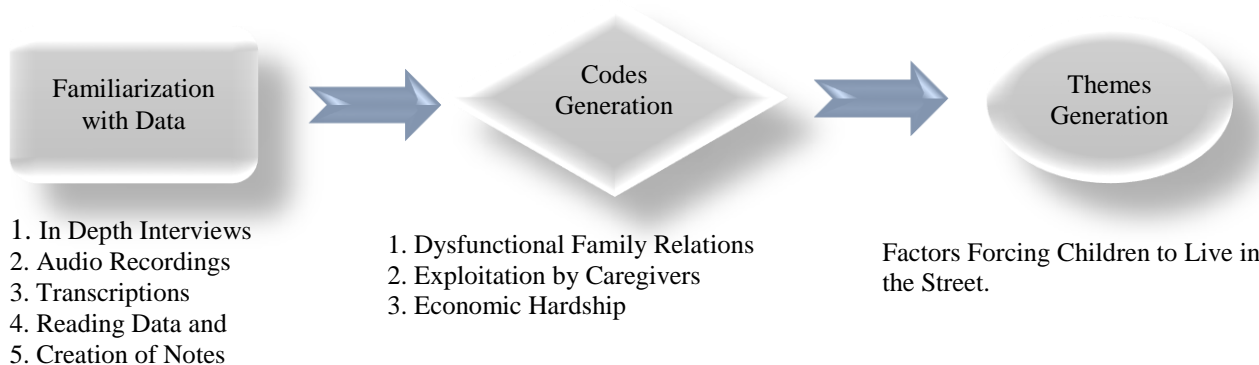 Familiarization
with Data
Codes
Generation
Themes
Generation
1. In Depth Interviews
2. Audio Recordings
3. Transcriptions
4. Reading Data and
5. Creation of Notes
1. Dysfunctional Family Relations
2. Exploitation by Caregivers
3. Economic Hardship
Factors Forcing Children to Live in
the Street.